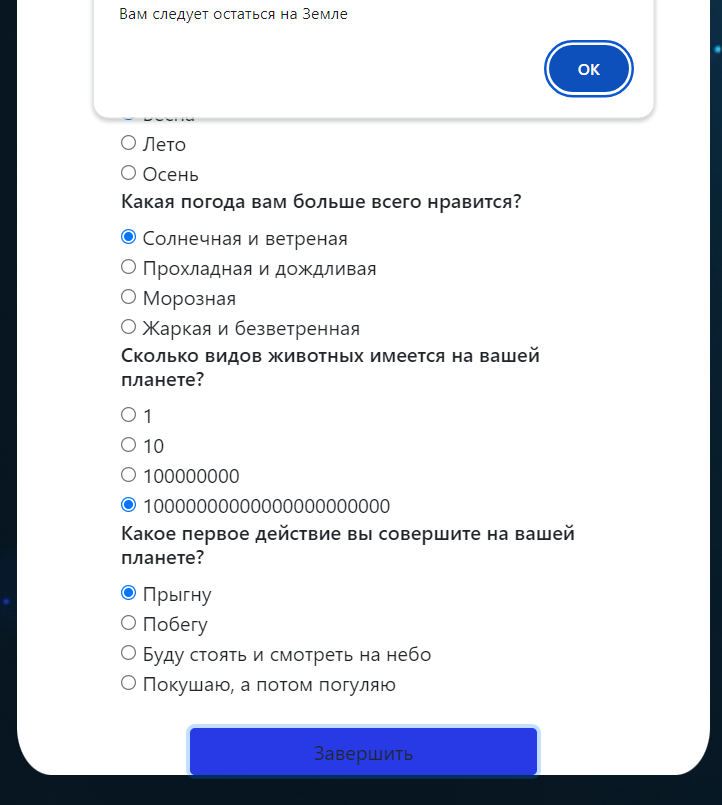 Вам следует остаться на Земле
ОК
Весна
Лето
Осень
Какая погода вам больше всего нравится?
Солнечная и ветреная
Прохладная и дождливая
Морозная
Жаркая и безветренная
Сколько видов животных имеется на вашей
планете?
1
10
100000000
10000000000000000000000
Какое первое действие вы совершите на вашей
планете?
Прыгну
Побегу
Буду стоять и смотреть на небо
Покушаю, а потом погуляю
Завершить